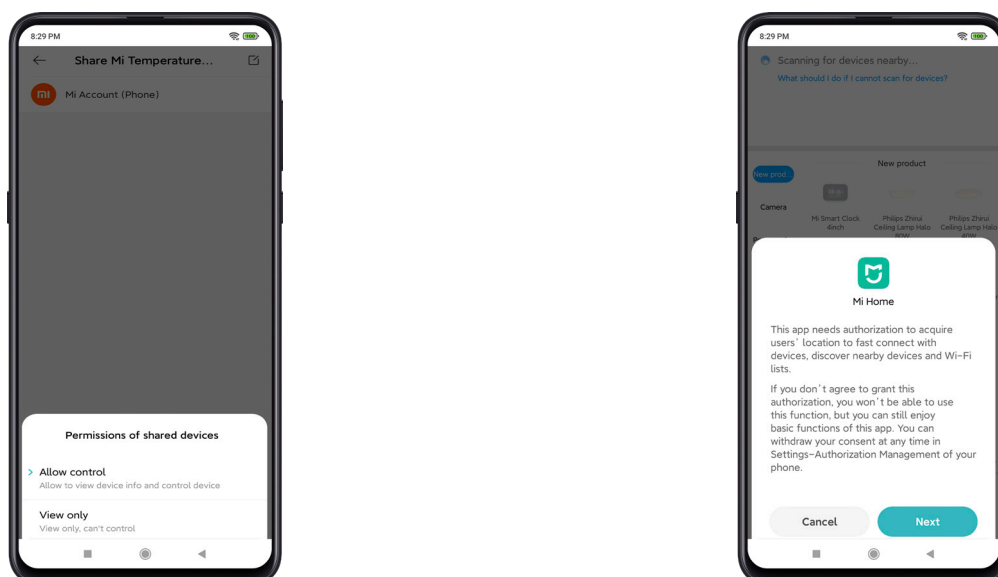 8:29 PM
100
Share Mi Temperature...
Mi Account (Phone)
Permissions of shared devices
Allow control
Allow to view device info and control device
View only
View only, can't control
8:29 PM
100
Scanning for devices nearby...
What should I do if I cannot scan for devices?
New product
New prod...
Camera
Mi Smart Clock
4inch
Philips Zhirui
Ceiling Lamp Halo
80W
Philips Zhirui
Ceiling Lamp Halo
40W
Mi Home
This app needs authorization to acquire
users' location to fast connect with
devices, discover nearby devices and Wi-Fi
lists.
If you don't agree to grant this
authorization, you won't be able to use
this function, but you can still enjoy
basic functions of this app. You can
withdraw your consent at any time in
Settings-Authorization Management of your
phone.
Cancel
Next